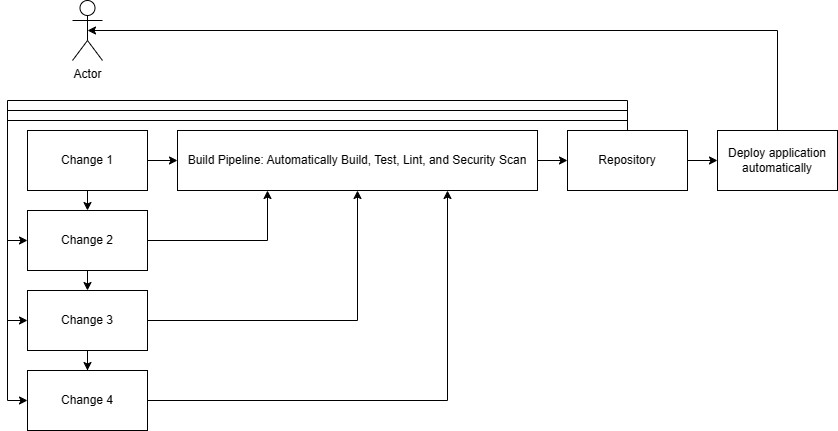 Actor
Change 1
Build Pipeline: Automatically Build, Test, Lint, and Security Scan
Repository
Deploy application
automatically
Change 2
Change 3
Change 4